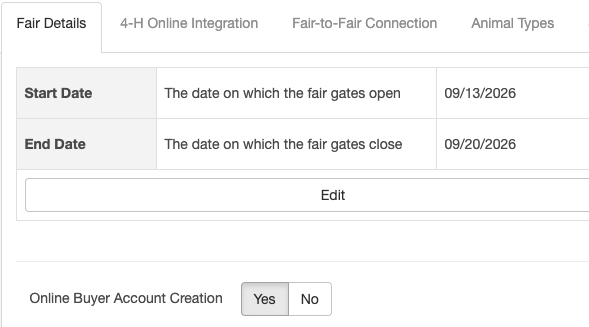 Fair Details 4-H Online Integration Fair-to-Fair Connection Animal Types
Start Date The date on which the fair gates open 09/13/2026
End Date The date on which the fair gates close 09/20/2026
Edit
Online Buyer Account Creation Yes No